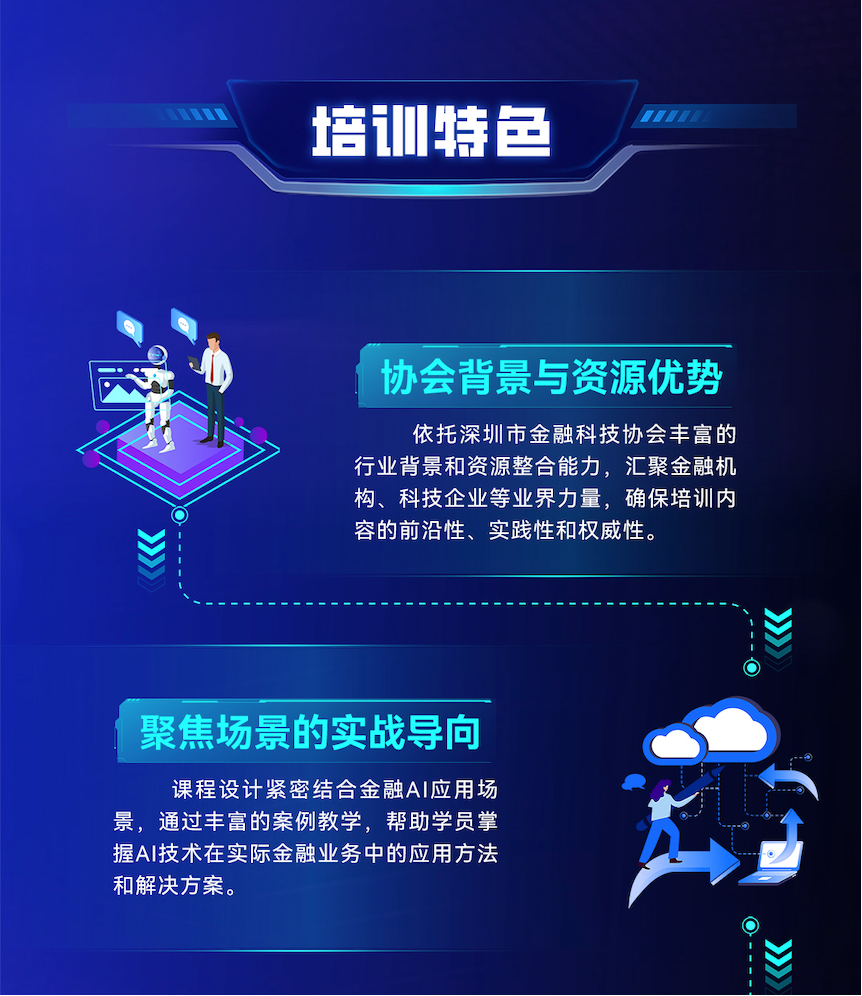 培训特色
协会背景与资源优势
依托深圳市金融科技协会丰富的
行业背景和资源整合能力，汇聚金融机
构、科技企业等业界力量，确保培训内
容的前沿性、实践性和权威性。
聚焦场景的实战导向
课程设计紧密结合金融AI应用场
景，通过丰富的案例教学，帮助学员掌
握AI技术在实际金融业务中的应用方法
和解决方案。